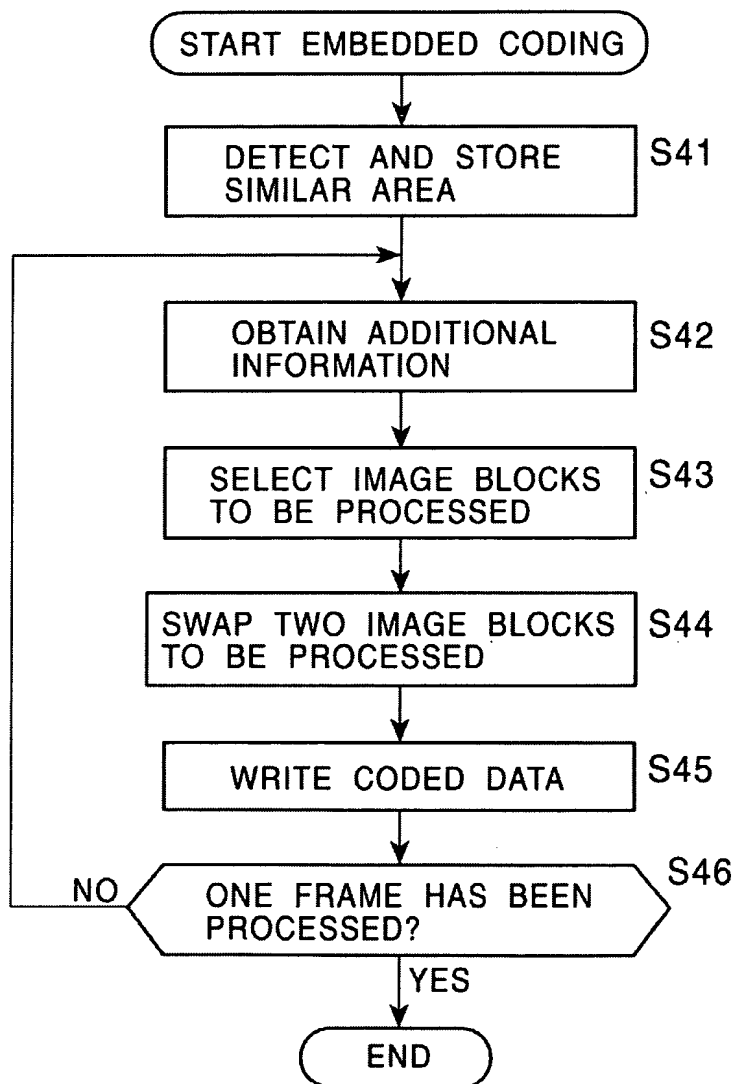 START EMBEDDED CODING
DETECT AND STORE
SIMILAR AREA
S41
OBTAIN ADDITIONAL
INFORMATION
S42
SELECT IMAGE BLOCKS
TO BE PROCESSED
S43
SWAP TWO IMAGE BLOCKS
TO BE PROCESSED
S44
WRITE CODED DATA
S45
ONE FRAME HAS BEEN
PROCESSED?
S46
NO
YES
END